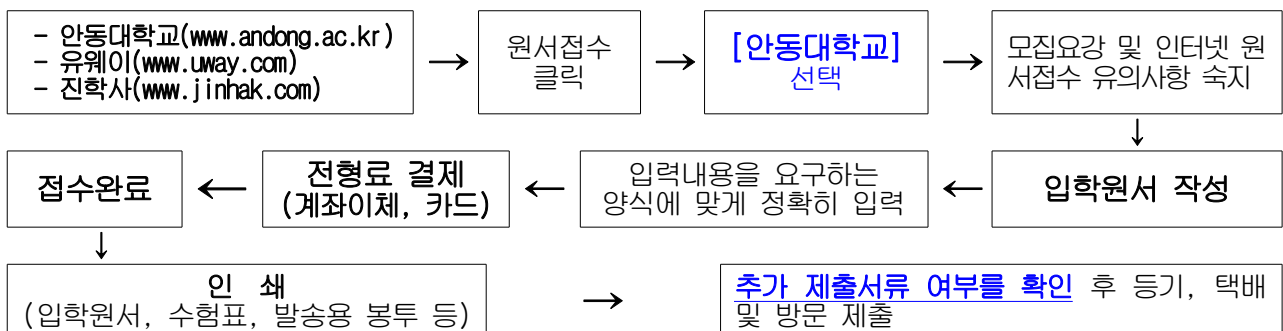 - 안동대학교(www.andong.ac.kr)
- 유웨이(www.uway.com)
- 진학사(www.jinhak.com)
→
원서접수
클릭
→
[안동대학교]
선택
→
모집요강 및 인터넷 원
서접수 유의사항 숙지
↓
입학원서 작성
←
입력내용을 요구하는
양식에 맞게 정확히 입력
←
전형료 결제
(계좌이체, 카드)
←
접수완료
↓
인 쇄
(입학원서, 수험표, 발송용 봉투 등)
→
추가 제출서류 여부를 확인 후 등기, 택배
및 방문 제출